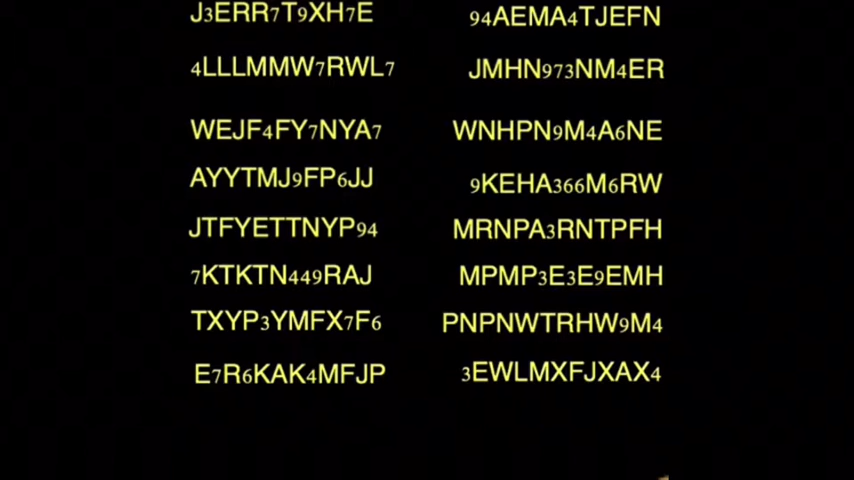 J3ERR7T9XH7E 94AEMA4TJEFN
4LLLMMW7RWL7 JMHN973NM4ER
WEJF4FY7NYA7 WNHPN9M4A6NE
AYYTMJ9FP6JJ 9KEHA366M6RW
JTFYETTNYP94 MRNPA3RNTPFH
7KTKTN449RAJ MPMP3E3E9EMH
TXYP3YMFX7F6 PNPNWTRHW9M4
E7R6KAK4MFJP 3EWLMXFJXAX4